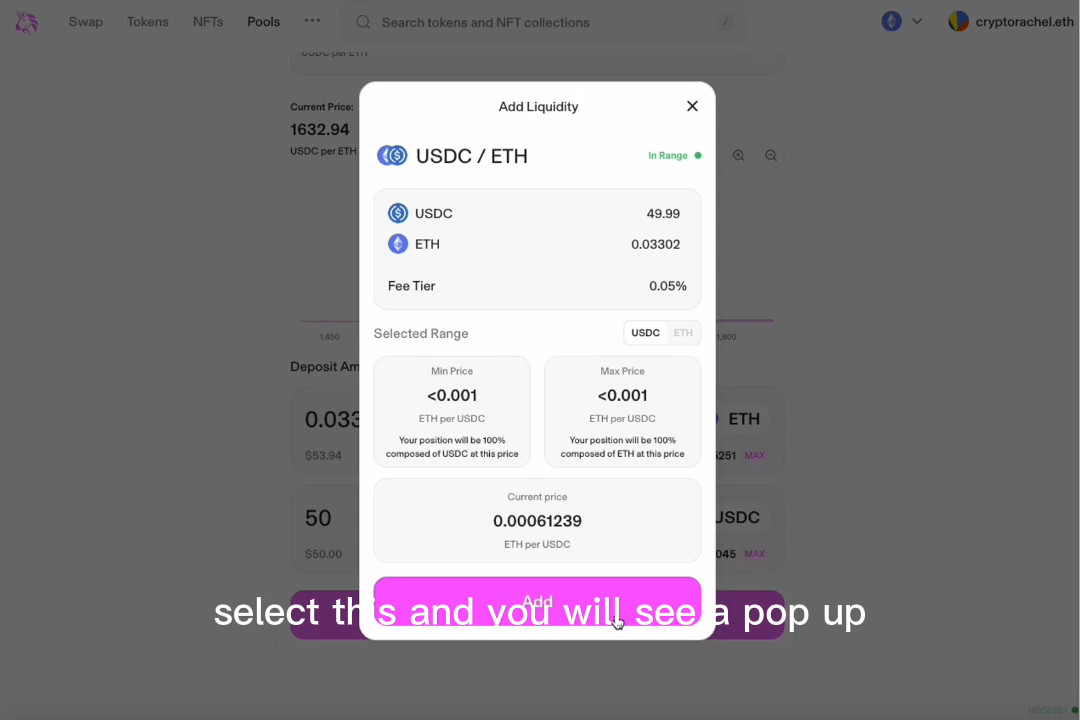 Swap Tokens NFTs Pools ··· Search tokens and NFT collections / cryptorachel.eth
USDC per ETH
Current Price:
1632.94
USDC per ETH
1,450
1,800
Deposit Am
0.033
$53.94
ETH
5251 MAX
50
$50.00
USDC
045 MAX
Add Liquidity
USDC / ETH In Range
USDC 49.99
ETH 0.03302
Fee Tier 0.05%
Selected Range USDC ETH
Min Price
<0.001
ETH per USDC
Your position will be 100%
composed of USDC at this price
Max Price
<0.001
ETH per USDC
Your position will be 100%
composed of ETH at this price
Current price
0.00061239
ETH per USDC
Add
select this and you will see a pop up